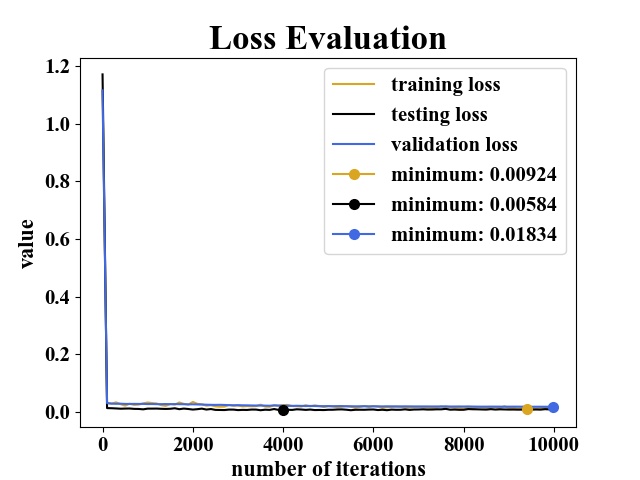 Loss Evaluation
1.2
1.0
0.8
0.6
0.4
0.2
0.0
value
training loss
testing loss
validation loss
minimum: 0.00924
minimum: 0.00584
minimum: 0.01834
0 2000 4000 6000 8000 10000
number of iterations